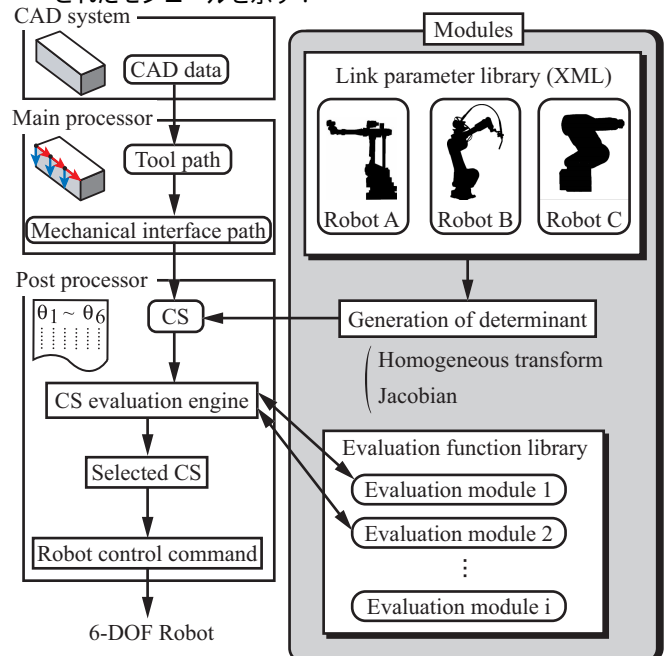 CAD system
CAD data
Main processor
Tool path
Mechanical interface path
Post processor
θ1 ~ θ6
CS
CS evaluation engine
Selected CS
Robot control command
6-DOF Robot
Modules
Link parameter library (XML)
Robot A
Robot B
Robot C
Generation of determinant
Homogeneous transform
Jacobian
Evaluation function library
Evaluation module 1
Evaluation module 2
⋮
Evaluation module i